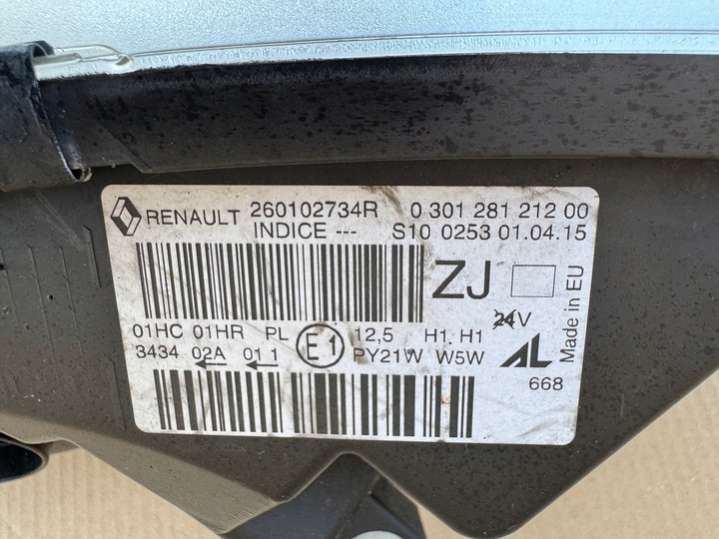 RENAULT 260102734R 0 301 281 212 00
INDICE --- S10 0253 01.04.15
ZJ
Made in EU
24V
01HC 01HR PL E1 12,5 H1, H1
3434 02A 01 1 PY21W W5W AL
668